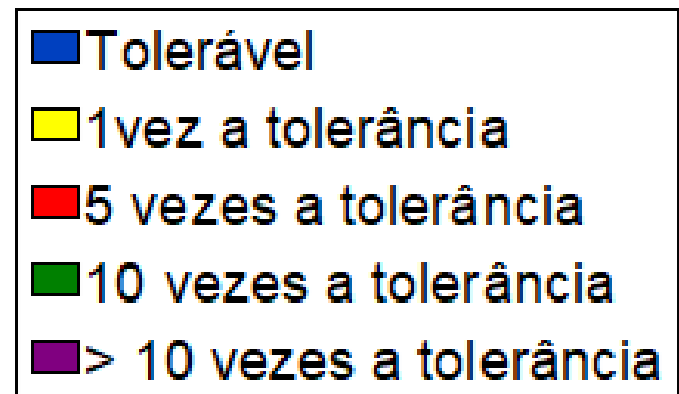 Tolerável
1vez a tolerância
5 vezes a tolerância
10 vezes a tolerância
> 10 vezes a tolerância